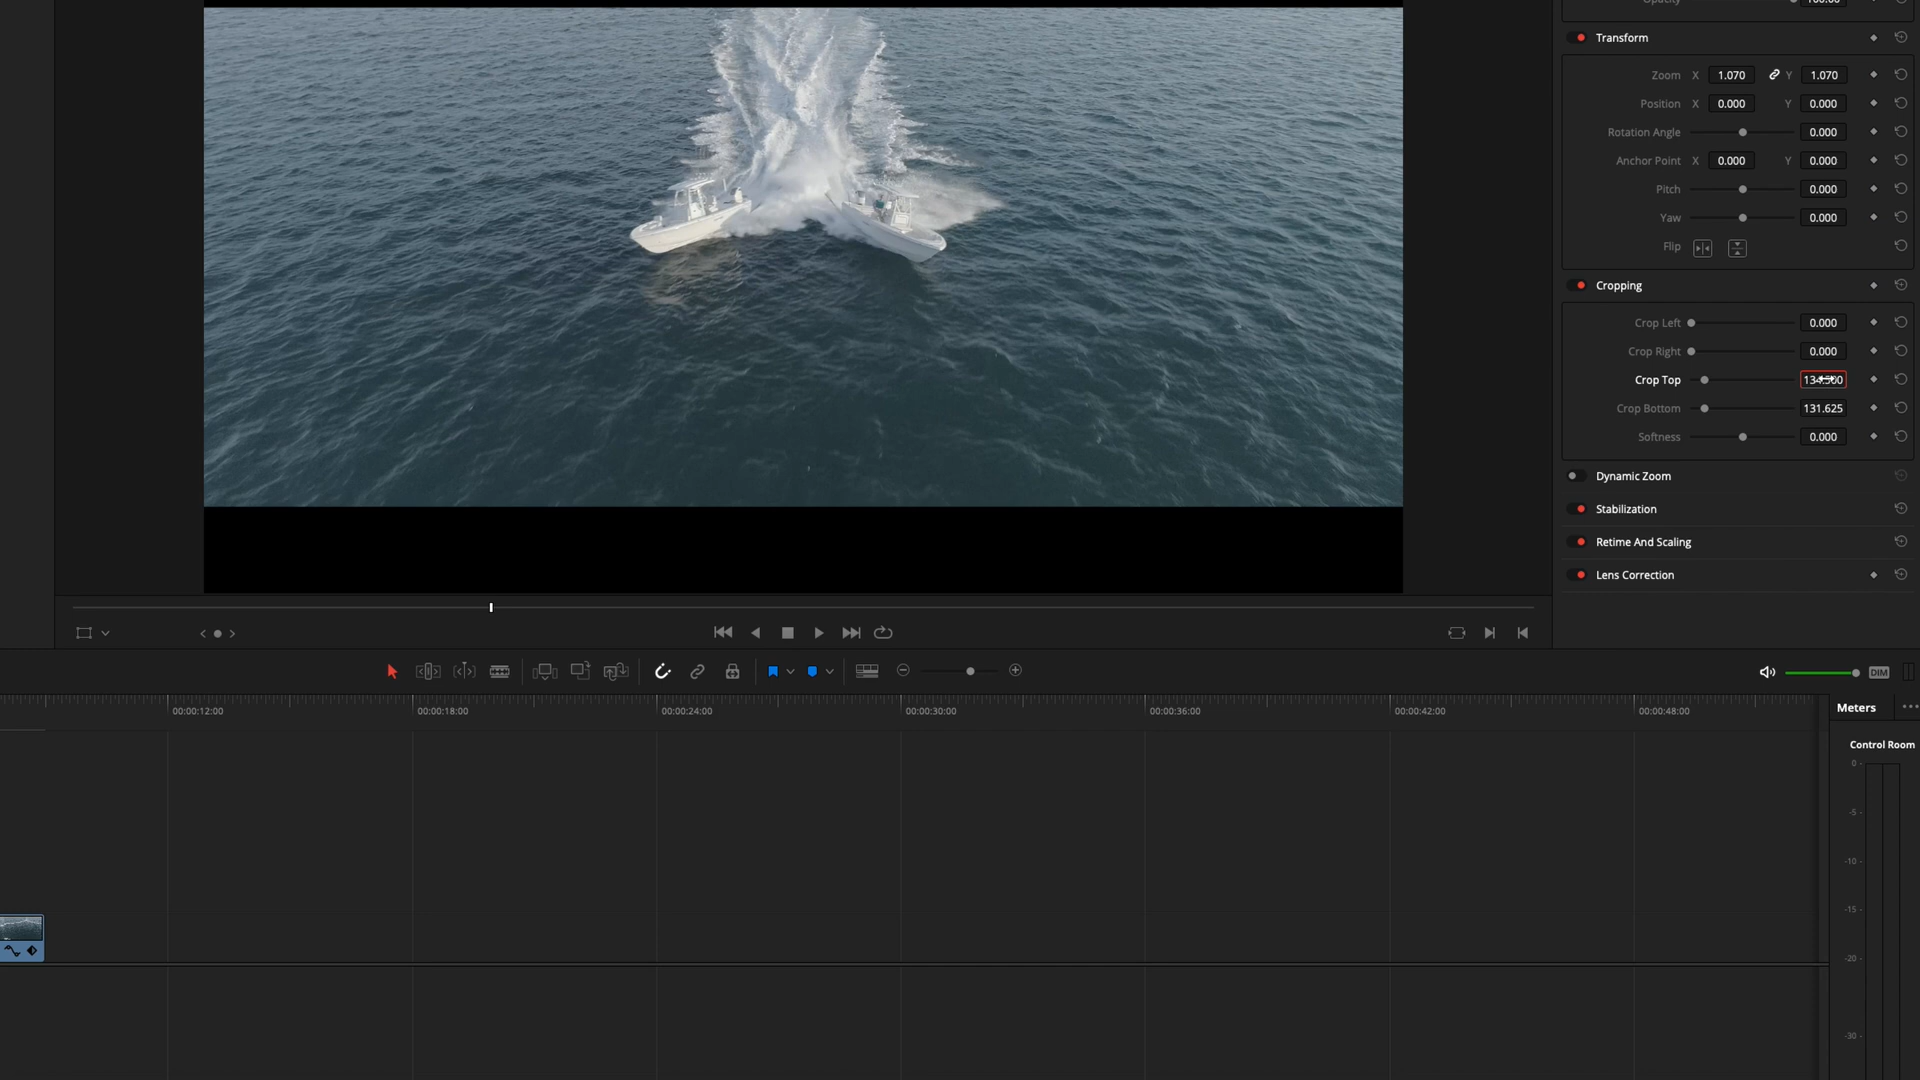 Opacity 100.00
Transform
Zoom X 1.070 Y 1.070
Position X 0.000 Y 0.000
Rotation Angle 0.000
Anchor Point X 0.000 Y 0.000
Pitch 0.000
Yaw 0.000
Flip
Cropping
Crop Left 0.000
Crop Right 0.000
Crop Top
Crop Bottom 131.625
Softness 0.000
Dynamic Zoom
Stabilization
Retime And Scaling
Lens Correction
DIM
00:00:12:00 00:00:18:00 00:00:24:00 00:00:30:00 00:00:36:00 00:00:42:00 00:00:48:00
Meters
Control Room
0
-5
-10
-15
-20
-30